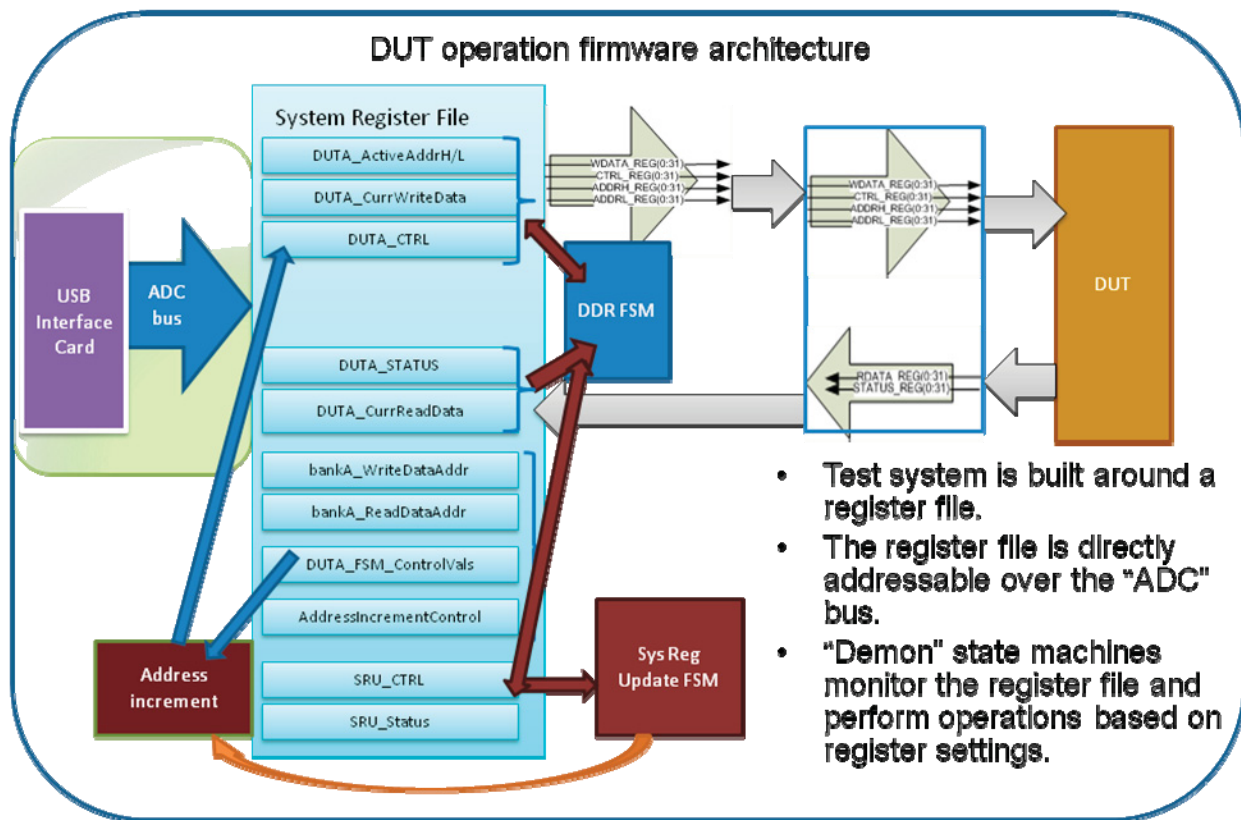 DUT operation firmware architecture
System Register File
DUTA_ActiveAddrH/L
DUTA_CurrWriteData
DUTA_CTRL
DUTA_STATUS
DUTA_CurrReadData
bankA_WriteDataAddr
bankA_ReadDataAddr
DUTA_FSM_ControlVals
AddressIncrementControl
SRU_CTRL
SRU_Status
USB
Interface
Card
ADC
bus
WDATA_REG(0:31)
CTRL_REG(0:31)
ADDRH_REG(0:31)
ADDRL_REG(0:31)
WDATA_REG(0:31)
CTRL_REG(0:31)
ADDRH_REG(0:31)
ADDRL_REG(0:31)
DDR FSM
DUT
RDATA_REG(0:31)
STATUS_REG(0:31)
Address
increment
Sys Reg
Update FSM
• Test system is built around a
register file.
• The register file is directly
addressable over the "ADC"
bus.
• "Demon" state machines
monitor the register file and
perform operations based on
register settings.